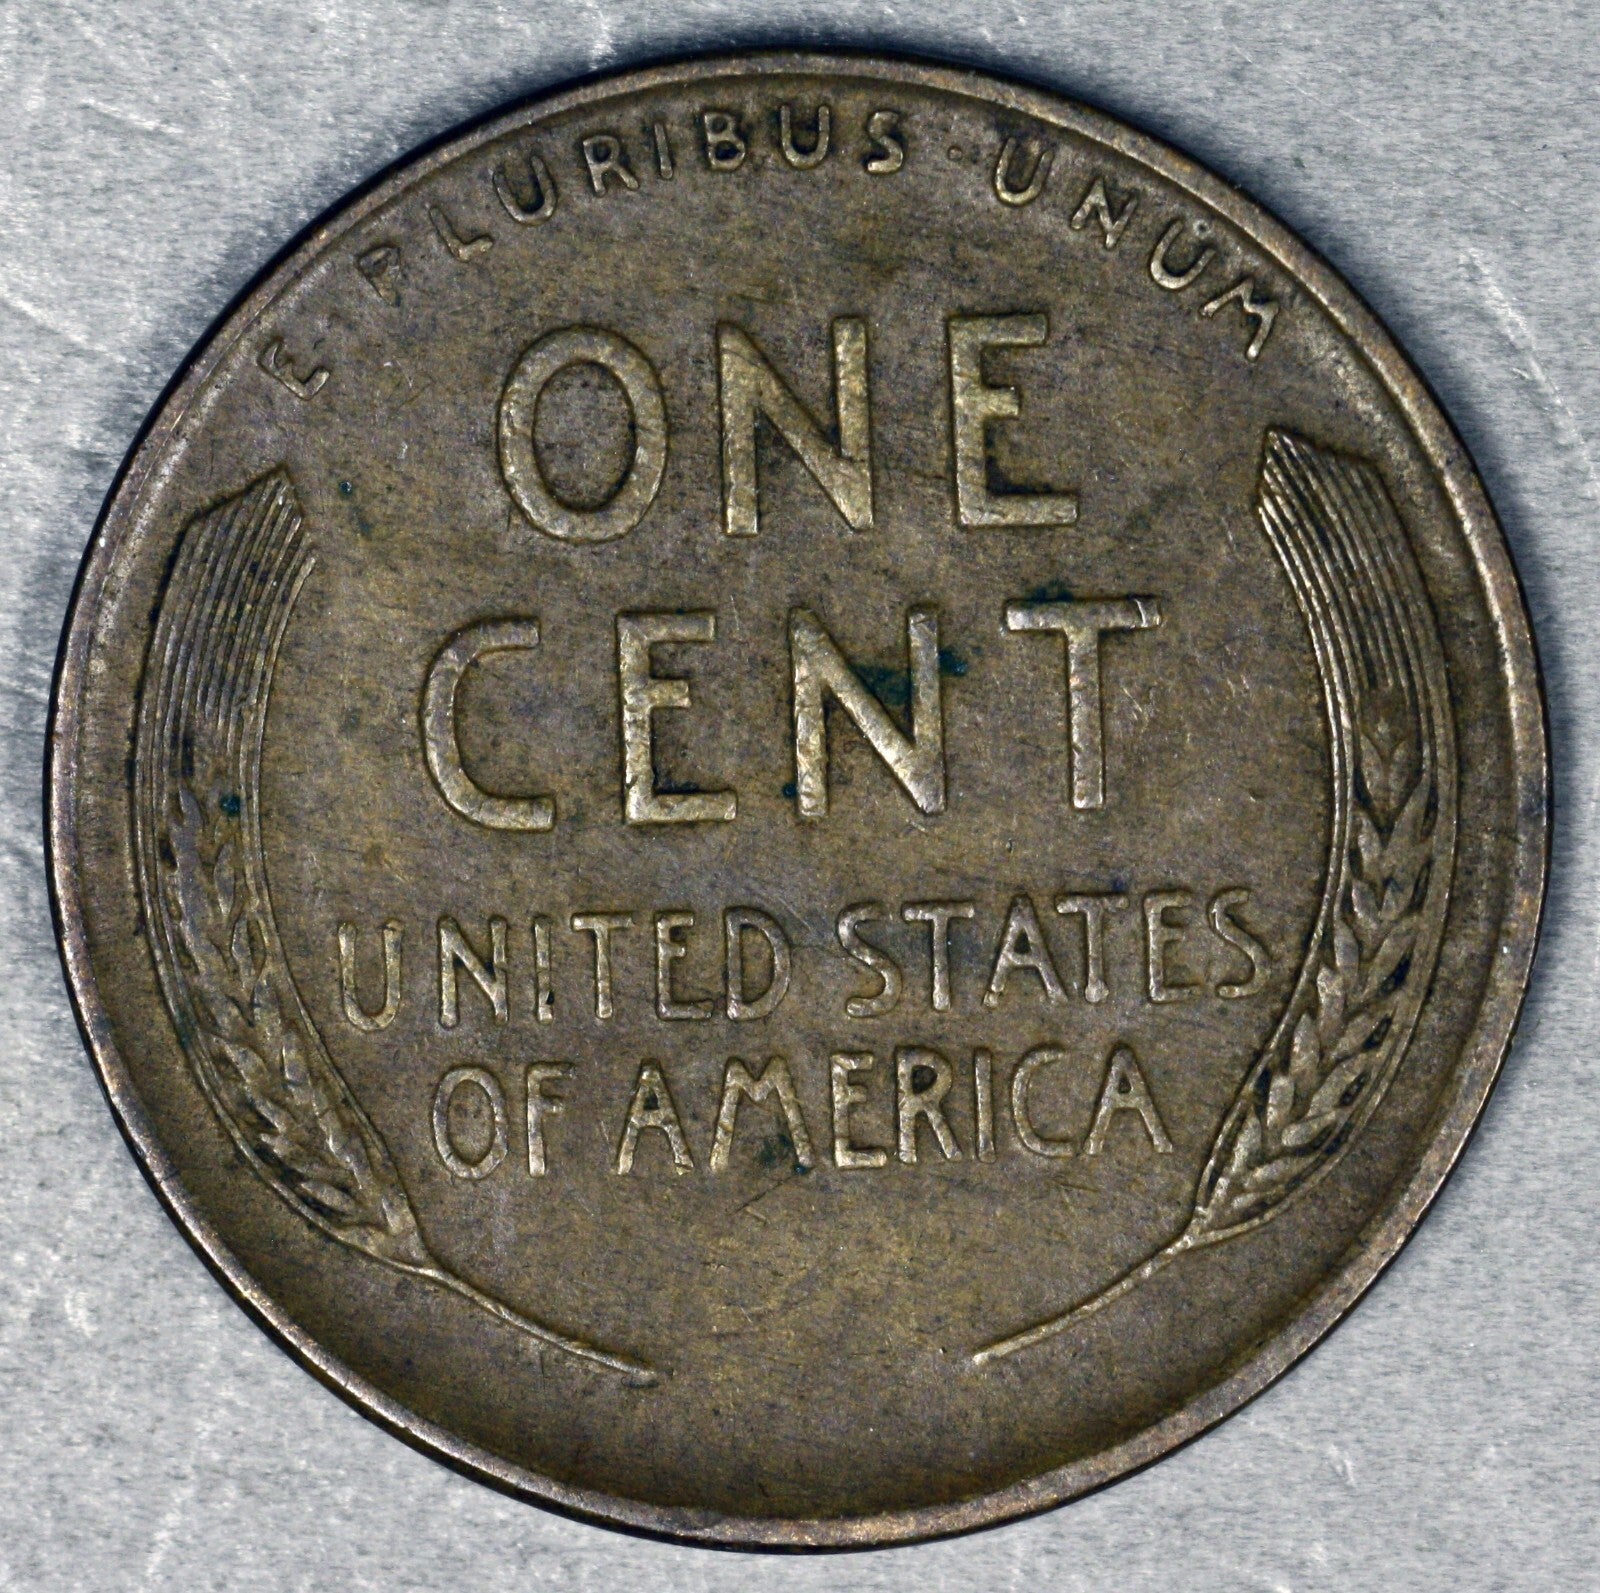 E·PLURIBUS·UNUM
ONE
CENT
UNITED STATES
OF AMERICA